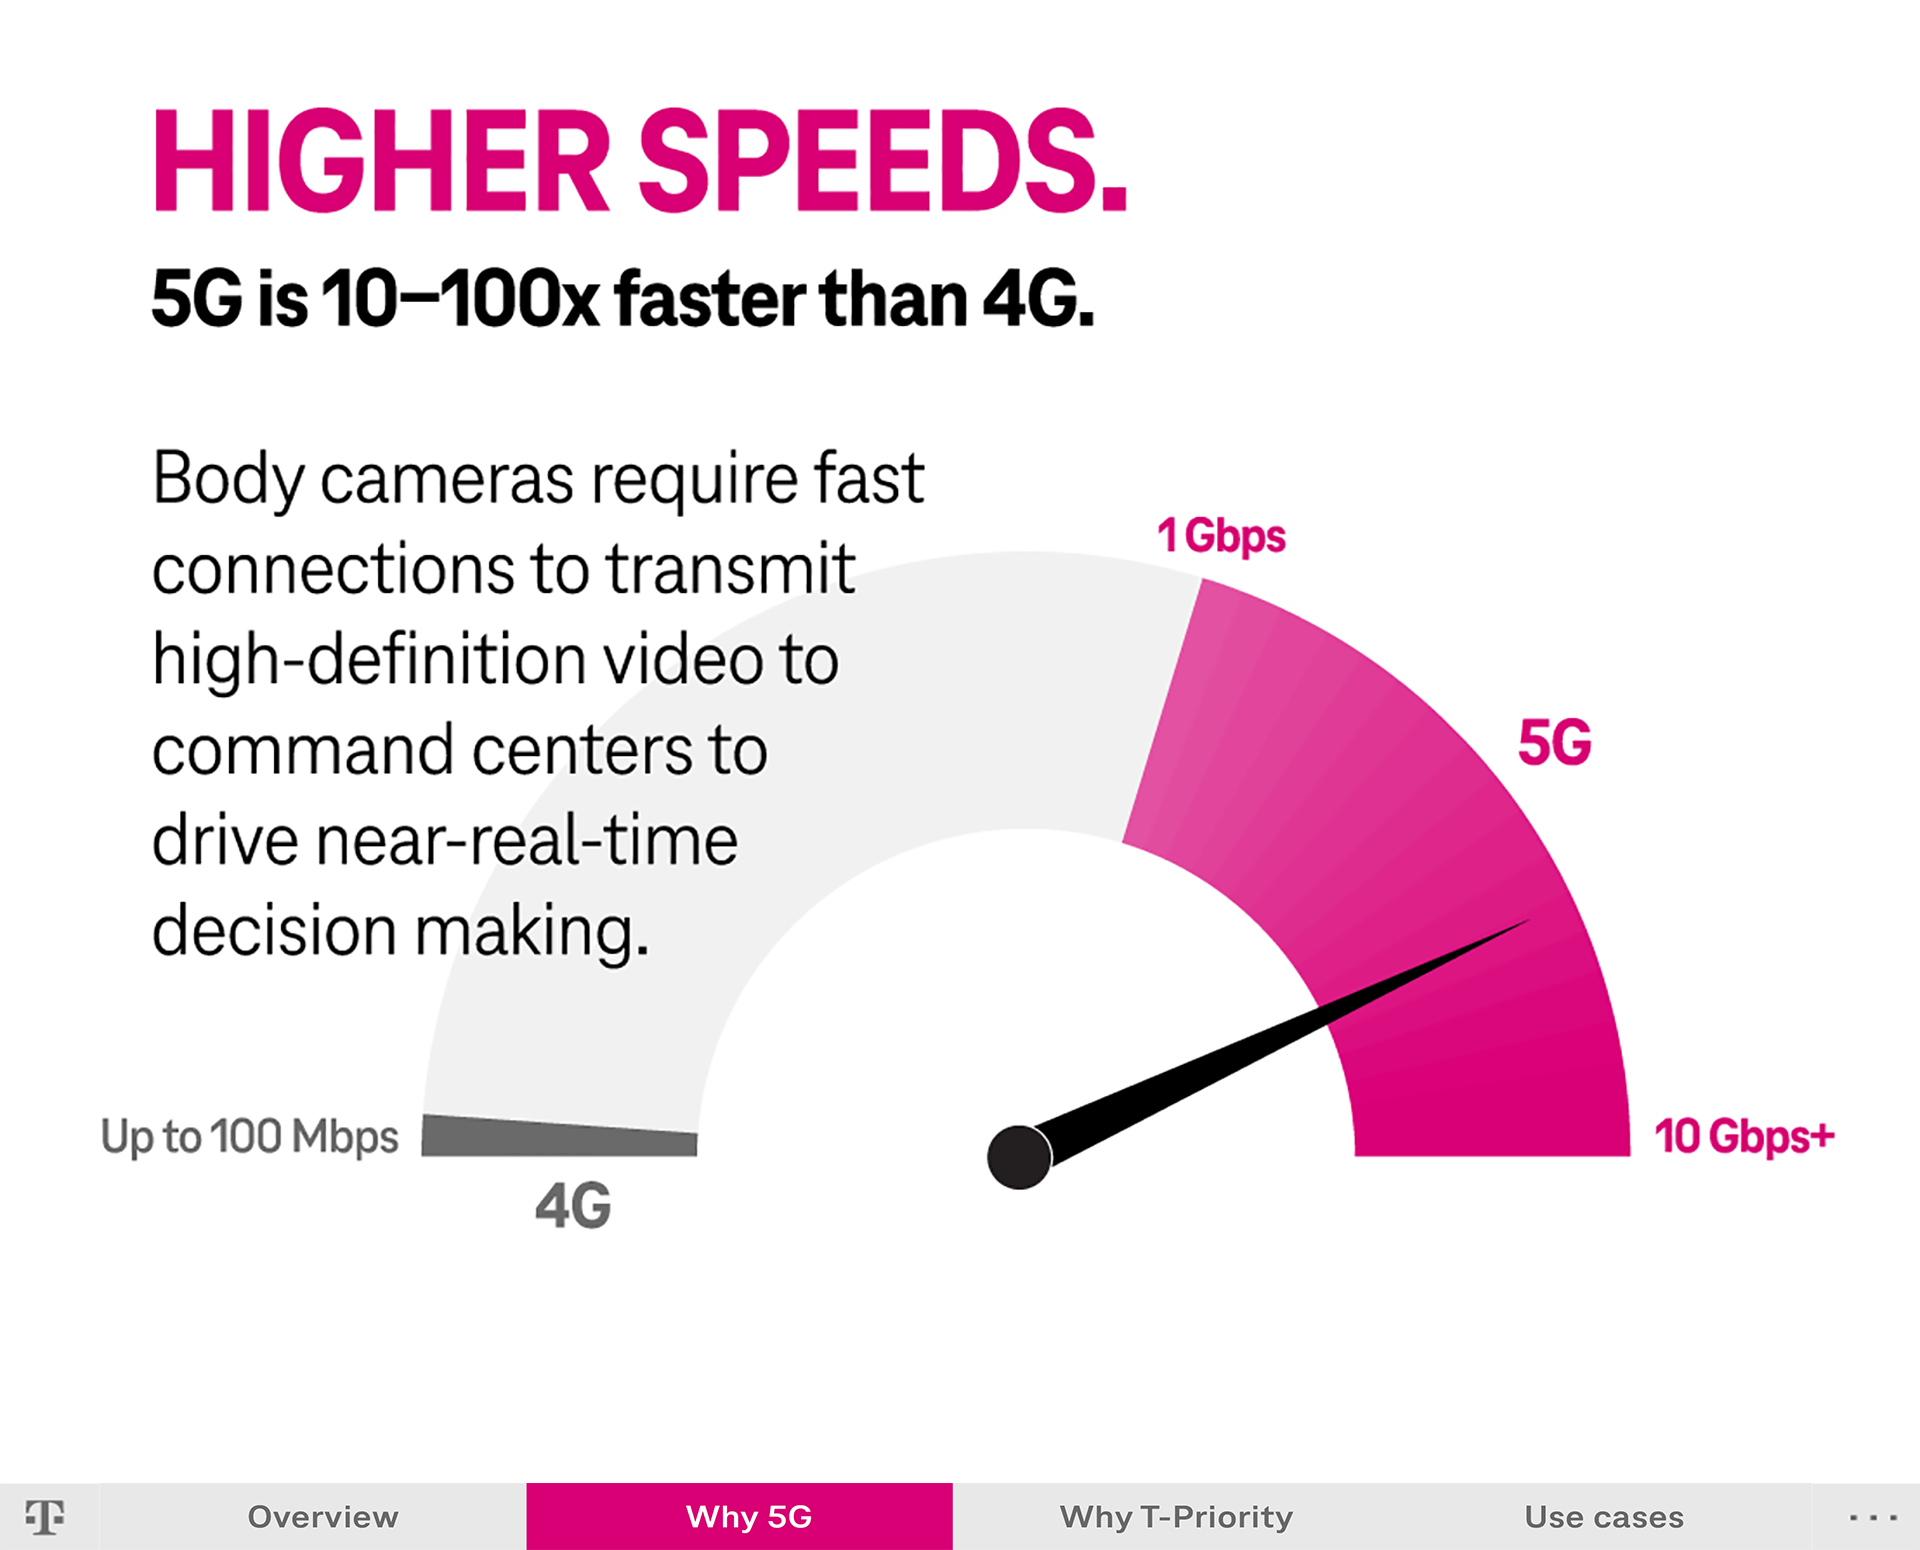 HIGHER SPEEDS.
5G is 10–100x faster than 4G.
Body cameras require fast
connections to transmit
high-definition video to
command centers to
drive near-real-time
decision making.
1 Gbps
5G
Up to 100 Mbps
10 Gbps+
4G
T
Overview
Why 5G
Why T-Priority
Use cases
...